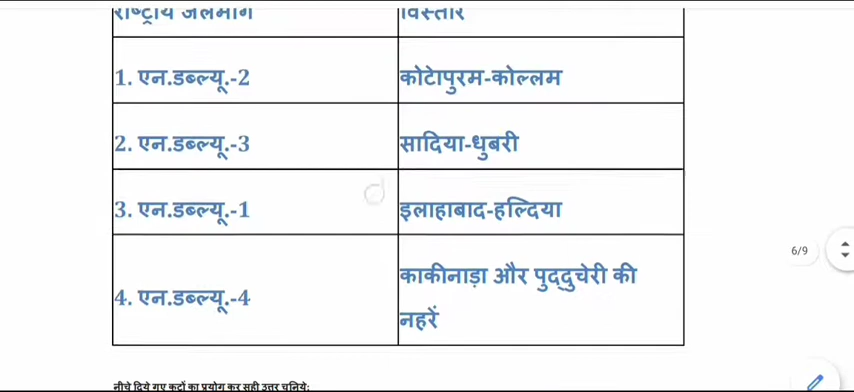 राष्ट्रीय जलमार्ग विस्तार
1. एन.डब्ल्यू.-2 कोटेापुरम-कोल्लम
2. एन.डब्ल्यू.-3 सादिया-धुबरी
3. एन.डब्ल्यू.-1 इलाहाबाद-हल्दिया
4. एन.डब्ल्यू.-4 काकीनाड़ा और पुद्दुचेरी की
नहरें
6/9
नीचे दिये गए कूटों का प्रयोग कर सही उत्तर चुनिये: